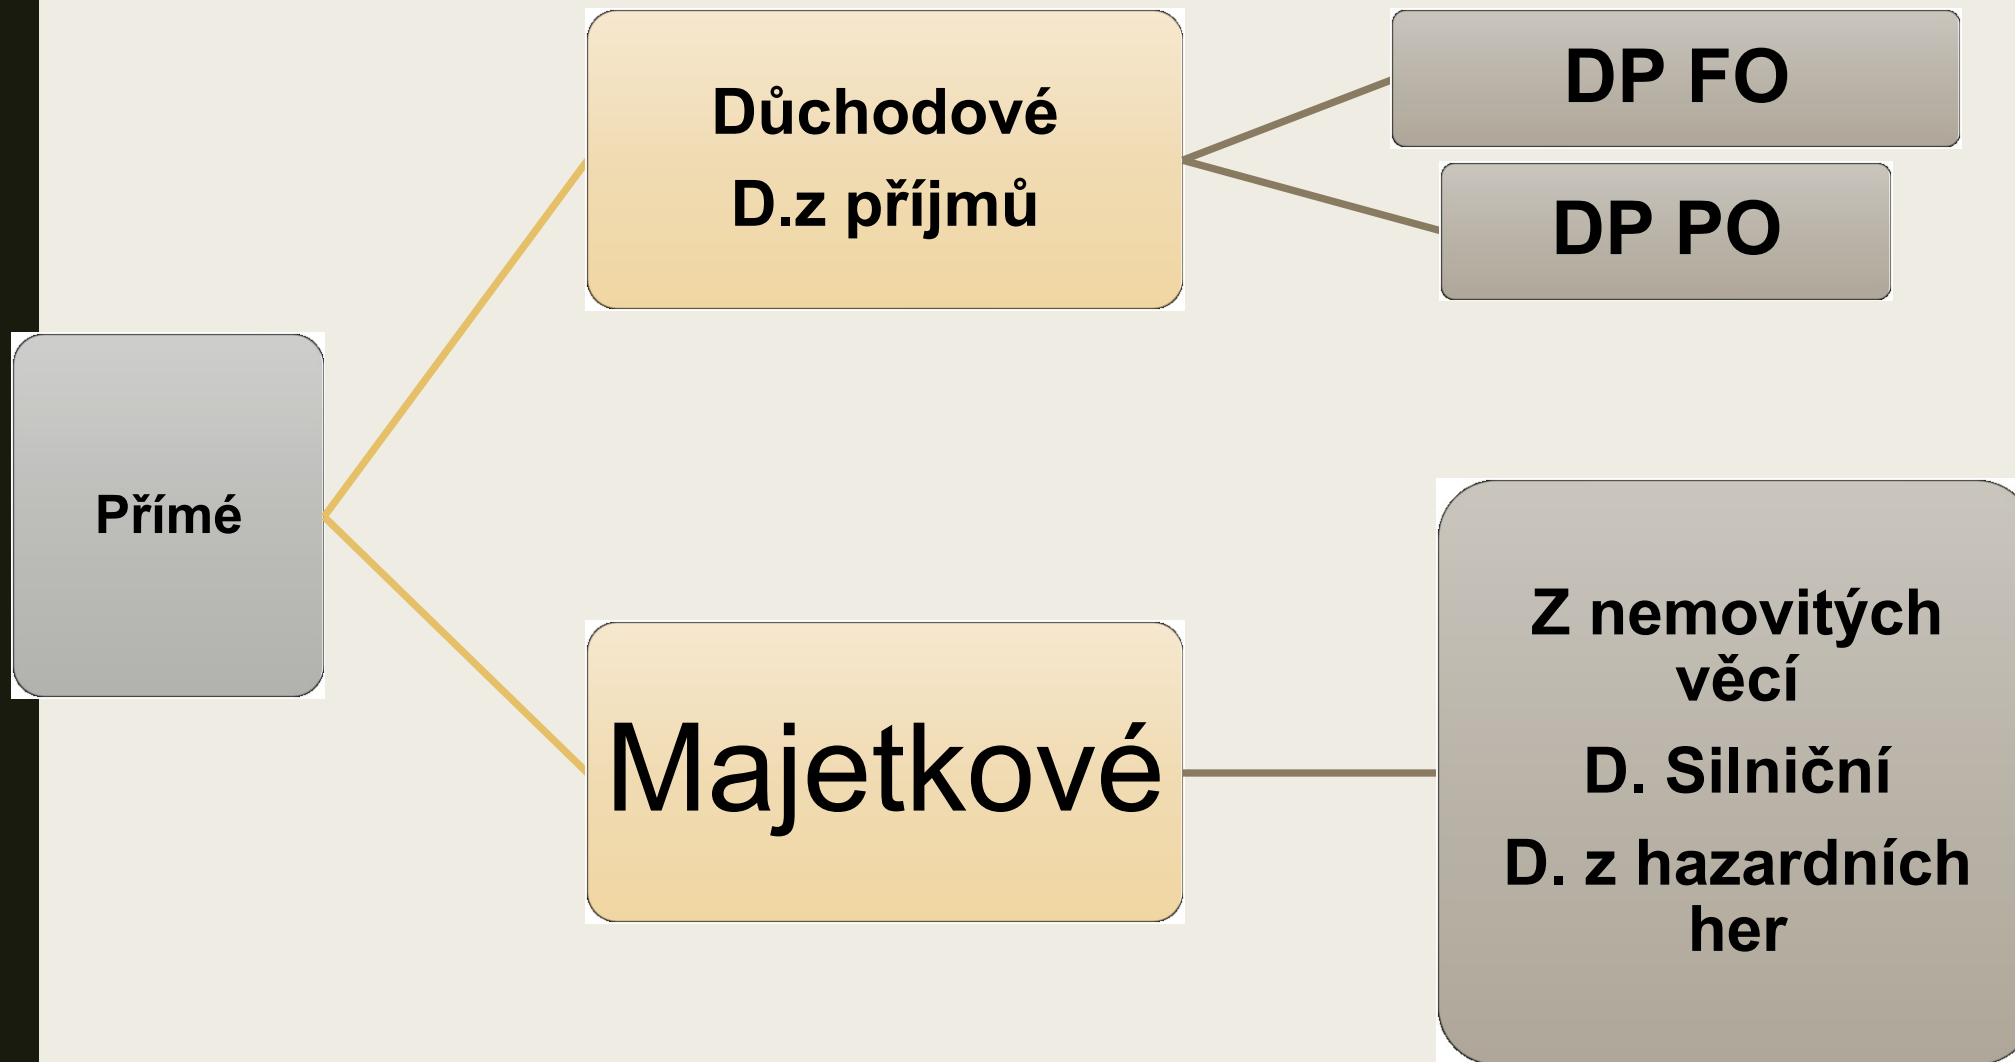 Přímé
Důchodové
D.z příjmů
DP FO
DP PO
Majetkové
Z nemovitých
věcí
D. Silniční
D. z hazardních
her